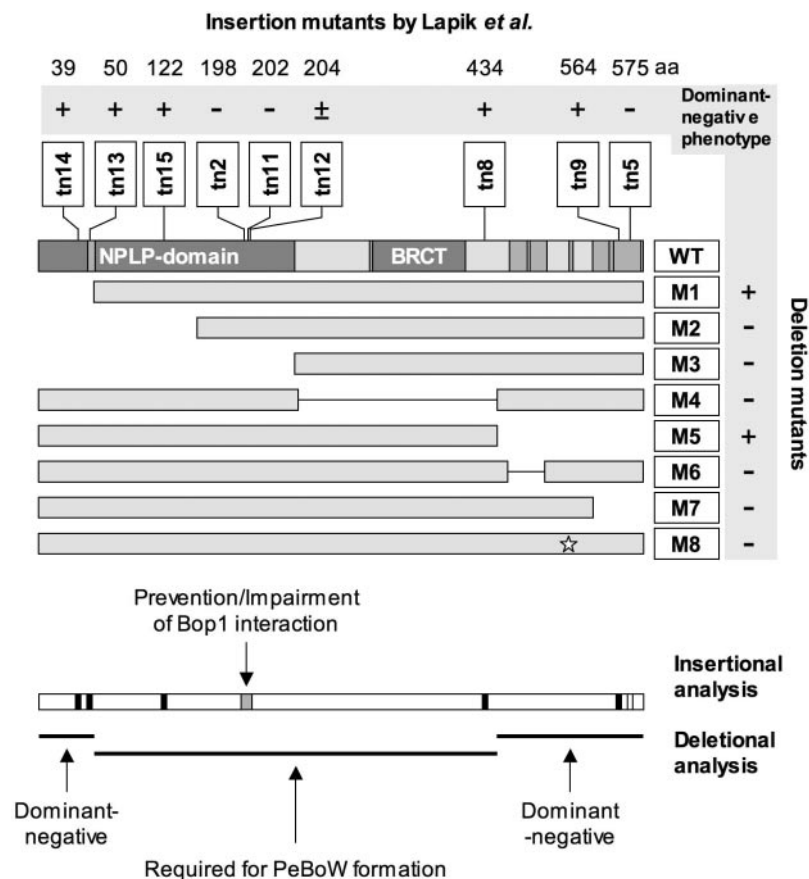 Insertion mutants by Lapik et al.
39 50 122 198 202 204 434 564 575 aa
+ + + - - ± + + -
Dominant-
negative
phenotype
tn14 tn13 tn15 tn2 tn11 tn12 tn8 tn9 tn5
NPLP-domain BRCT WT
M1 +
M2 -
M3 -
M4 -
M5 +
M6 -
M7 -
M8 -
Deletion mutants
Prevention/Impairment
of Bop1 interaction
Insertional
analysis
Deletional
analysis
Dominant-
negative
Dominant
-negative
Required for PeBoW formation